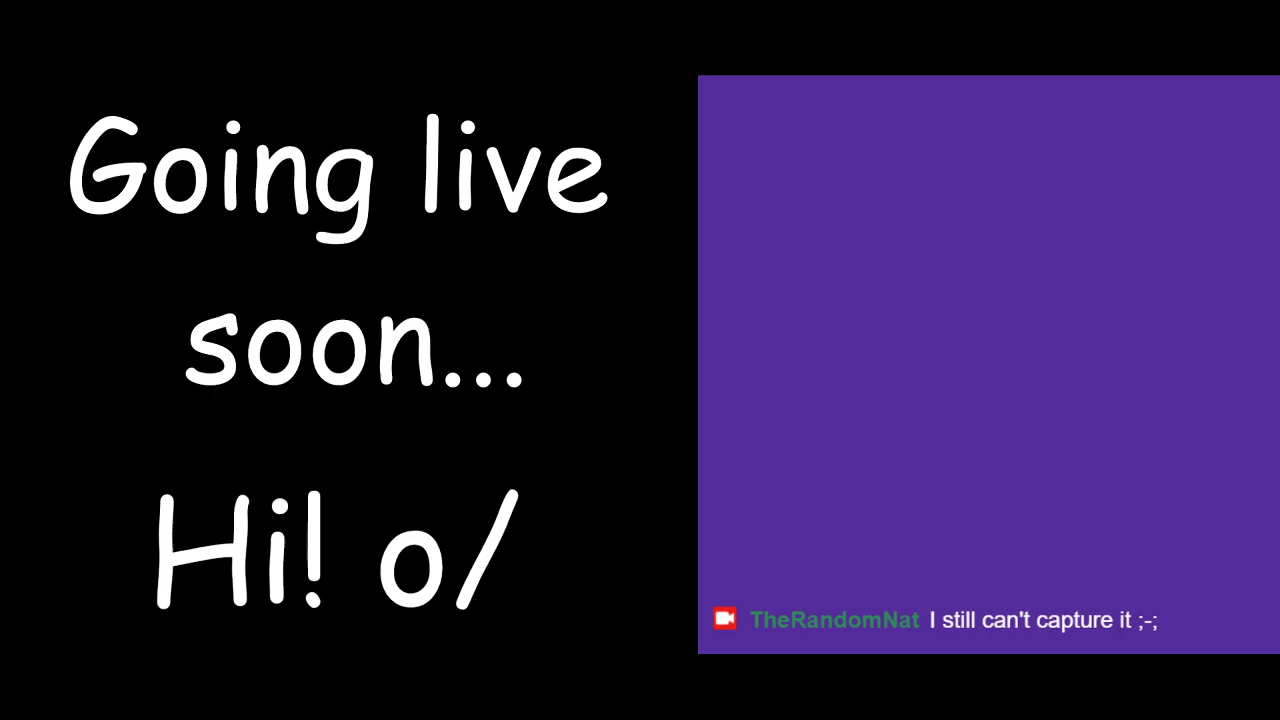 Going live
soon...
Hi! o/
TheRandomNat I still can't capture it ;-;